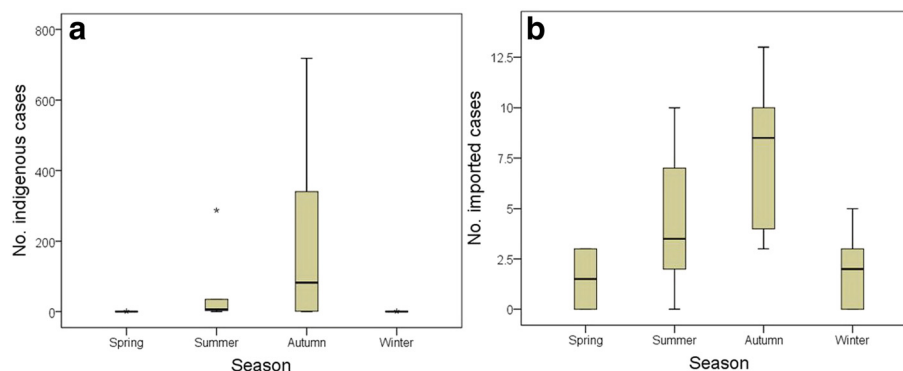 a
800
600
400
200
0
No. indigenous cases
Spring Summer Autumn Winter
Season
b
12.5
10
7.5
5
2.5
0
No. imported cases
Spring Summer Autumn Winter
Season